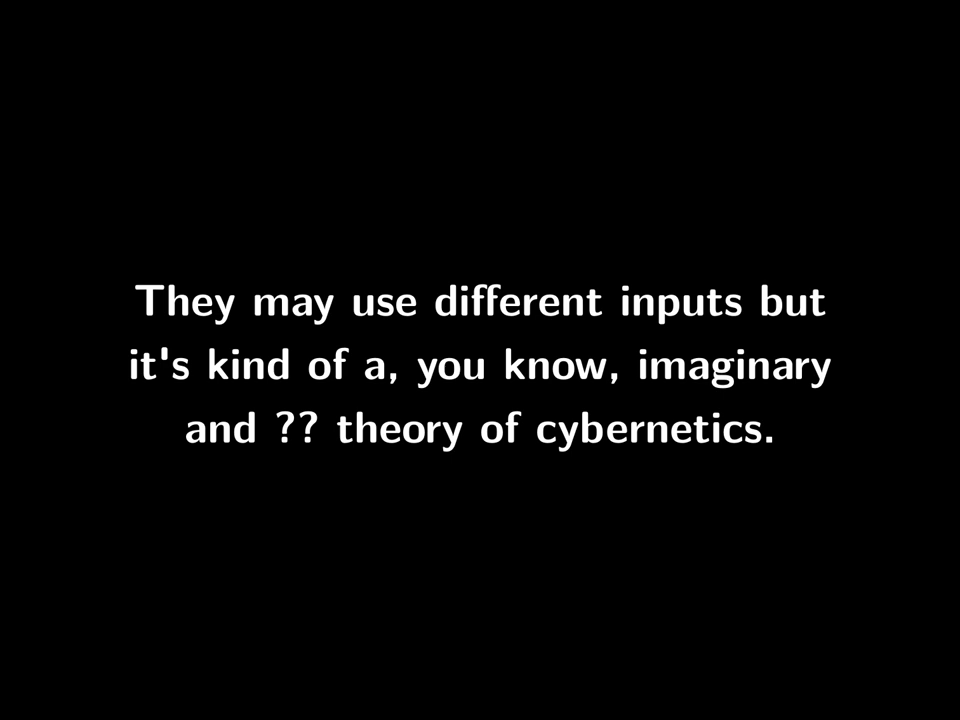 They may use different inputs but
it's kind of a, you know, imaginary
and ?? theory of cybernetics.